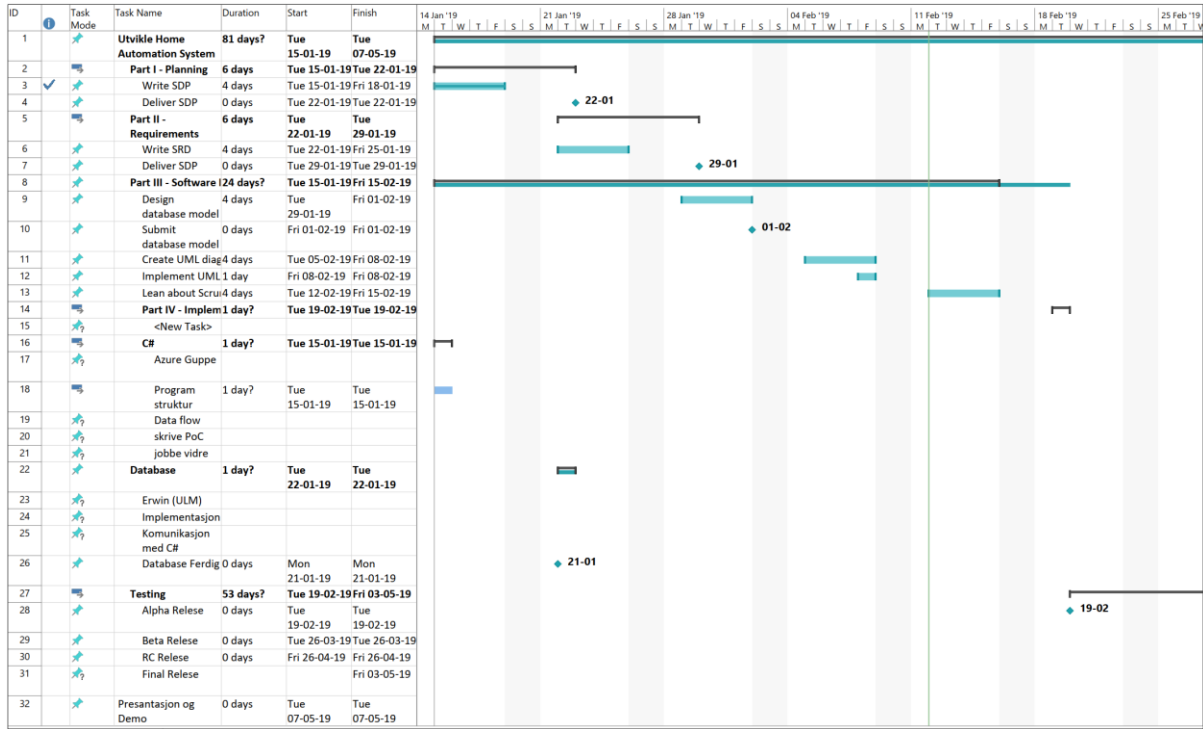 ID Task Mode Task Name Duration Start Finish 14 Jan '19 21 Jan '19 28 Jan '19 04 Feb '19 11 Feb '19 18 Feb '19 25 Feb '19
M T W T F S S M T W T F S S M T W T F S S M T W T F S S M T W T F S S M T W T F S S M T W
1 Utvikle Home Automation System 81 days? Tue 15-01-19 Tue 07-05-19
2 Part I - Planning 6 days Tue 15-01-19 Tue 22-01-19
3 Write SDP 4 days Tue 15-01-19 Fri 18-01-19
4 Deliver SDP 0 days Tue 22-01-19 Tue 22-01-19 22-01
5 Part II - Requirements 6 days Tue 22-01-19 Tue 29-01-19
6 Write SRD 4 days Tue 22-01-19 Fri 25-01-19
7 Deliver SDP 0 days Tue 29-01-19 Tue 29-01-19 29-01
8 Part III - Software 24 days? Tue 15-01-19 Fri 15-02-19
9 Design database model 4 days Tue 29-01-19 Fri 01-02-19
10 Submit database model 0 days Fri 01-02-19 Fri 01-02-19 01-02
11 Create UML diag 4 days Tue 05-02-19 Fri 08-02-19
12 Implement UML 1 day Fri 08-02-19 Fri 08-02-19
13 Lean about Scru 4 days Tue 12-02-19 Fri 15-02-19
14 Part IV - Implem 1 day? Tue 19-02-19 Tue 19-02-19
15 <New Task>
16 C# 1 day? Tue 15-01-19 Tue 15-01-19
17 Azure Guppe
18 Program struktur 1 day? Tue 15-01-19 Tue 15-01-19
19 Data flow
20 skrive PoC
21 jobbe vidre
22 Database 1 day? Tue 22-01-19 Tue 22-01-19
23 Erwin (ULM)
24 Implementasjon
25 Komunikasjon med C#
26 Database Ferdig 0 days Mon 21-01-19 Mon 21-01-19 21-01
27 Testing 53 days? Tue 19-02-19 Fri 03-05-19
28 Alpha Relese 0 days Tue 19-02-19 Tue 19-02-19 19-02
29 Beta Relese 0 days Tue 26-03-19 Tue 26-03-19
30 RC Relese 0 days Fri 26-04-19 Fri 26-04-19
31 Final Relese Fri 03-05-19
32 Presantasjon og Demo 0 days Tue 07-05-19 Tue 07-05-19